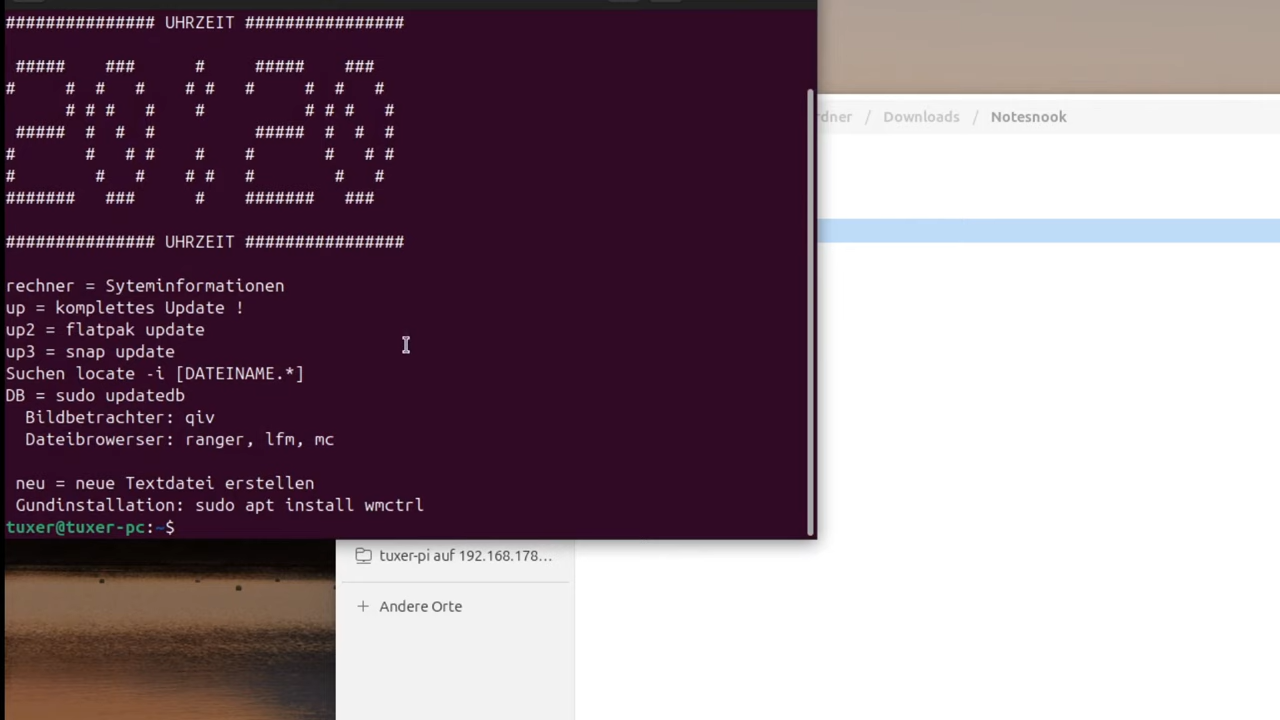 ############### UHRZEIT ################
 #####    ###      #     #####    ###
#     #  #   #    # #   #     #  #   #
      # # #   #    #          # # #   #
 #####  #  #  #          #####  #  #  #
#       #   # #    #    #       #   # #
#        #   #    # #   #        #   #
#######   ###      #    #######   ###
############### UHRZEIT ################
rechner = Syteminformationen
up = komplettes Update !
up2 = flatpak update
up3 = snap update
Suchen locate -i [DATEINAME.*]
DB = sudo updatedb
Bildbetrachter: qiv
Dateibrowerser: ranger, lfm, mc
neu = neue Textdatei erstellen
Gundinstallation: sudo apt install wmctrl
tuxer@tuxer-pc:~$
/ Downloads / Notesnook
tuxer-pi auf 192.168.178...
+ Andere Orte